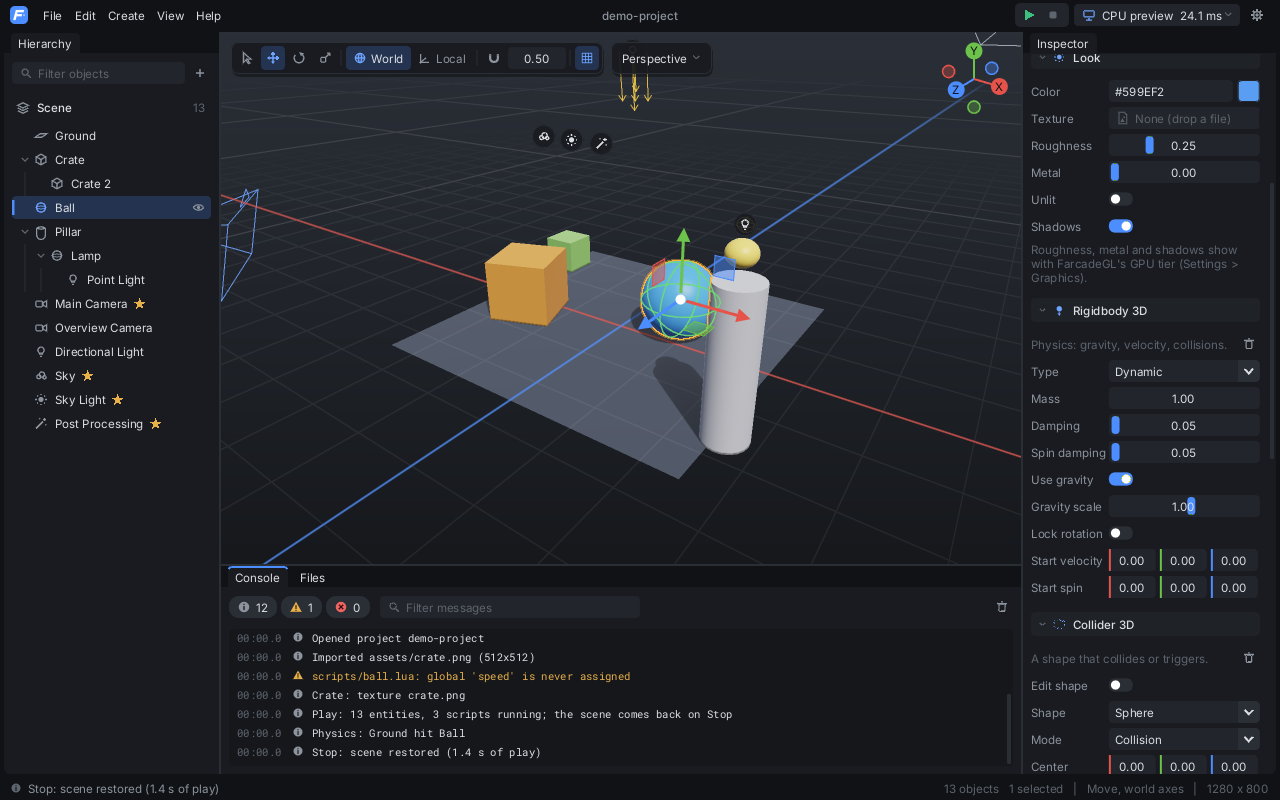 File Edit Create View Help
demo-project
CPU preview 24.1 ms
Hierarchy
Filter objects
Scene 13
Ground
Crate
Crate 2
Ball
Pillar
Lamp
Point Light
Main Camera
Overview Camera
Directional Light
Sky
Sky Light
Post Processing
World Local 0.50 Perspective
Y
X
Z
Console Files
12 1 0 Filter messages
00:00.0 Opened project demo-project
00:00.0 Imported assets/crate.png (512x512)
00:00.0 scripts/ball.lua: global 'speed' is never assigned
00:00.0 Crate: texture crate.png
00:00.0 Play: 13 entities, 3 scripts running; the scene comes back on Stop
00:00.0 Physics: Ground hit Ball
00:00.0 Stop: scene restored (1.4 s of play)
Inspector
Look
Color #599EF2
Texture None (drop a file)
Roughness 0.25
Metal 0.00
Unlit
Shadows
Roughness, metal and shadows show
with FarcadeGL's GPU tier (Settings >
Graphics).
Rigidbody 3D
Physics: gravity, velocity, collisions.
Type Dynamic
Mass 1.00
Damping 0.05
Spin damping 0.05
Use gravity
Gravity scale 1.00
Lock rotation
Start velocity 0.00 0.00 0.00
Start spin 0.00 0.00 0.00
Collider 3D
A shape that collides or triggers.
Edit shape
Shape Sphere
Mode Collision
Center 0.00 0.00 0.00
Stop: scene restored (1.4 s of play)
13 objects 1 selected | Move, world axes | 1280 x 800